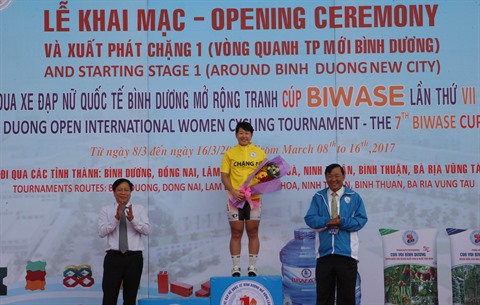 LỄ KHAI MẠC - OPENING CEREMONY
VÀ XUẤT PHÁT CHẶNG 1 (VÒNG QUANH TP MỚI BÌNH DƯƠNG)
AND STARTING STAGE 1 (AROUND BINH DUONG NEW CITY)
ĐUA XE ĐẠP NỮ QUỐC TẾ BÌNH DƯƠNG MỞ RỘNG TRANH CÚP BIWASE LẦN THỨ VII
DUONG OPEN INTERNATIONAL WOMEN CYCLING TOURNAMENT - THE 7TH BIWASE CUP
Từ ngày 8/3 đến ngày 16/3 from March 08th to 16th, 2017
ĐI QUA CÁC TỈNH THÀNH: BÌNH DƯƠNG, ĐỒNG NAI, LÂM NINH BÌNH THUẬN, BÀ RỊA VŨNG TÀ
TOURNAMENTS ROUTES: DUONG, DONG NAI, LAM HOA, NINH THUAN, BINH THUAN, BA RIA VUNG TAU
CHẶNG